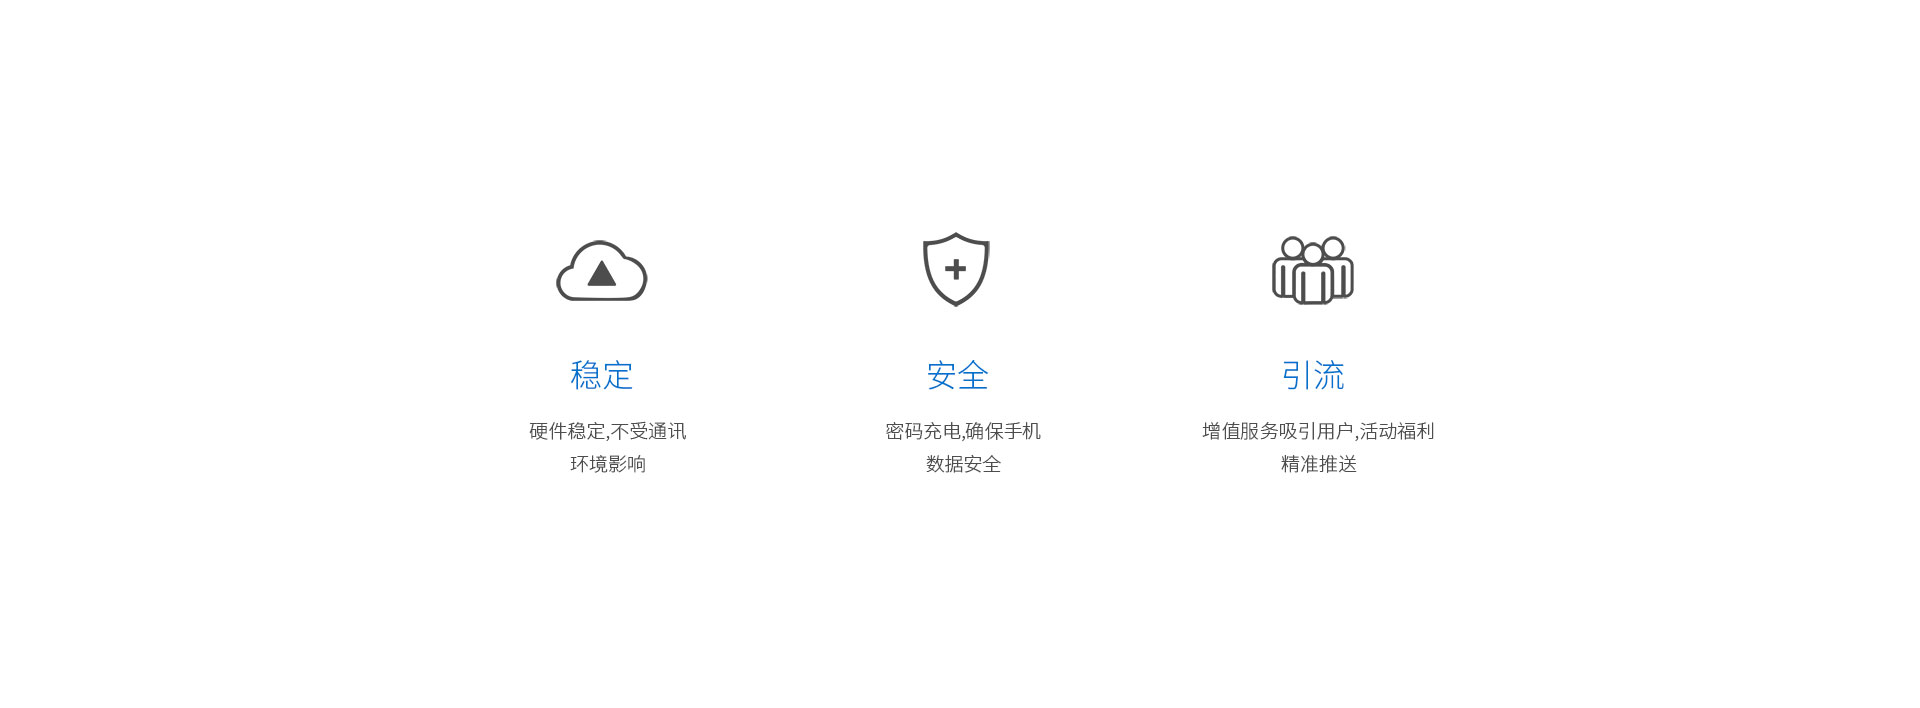 稳定
硬件稳定,不受通讯
环境影响
安全
密码充电,确保手机
数据安全
引流
增值服务吸引用户,活动福利
精准推送